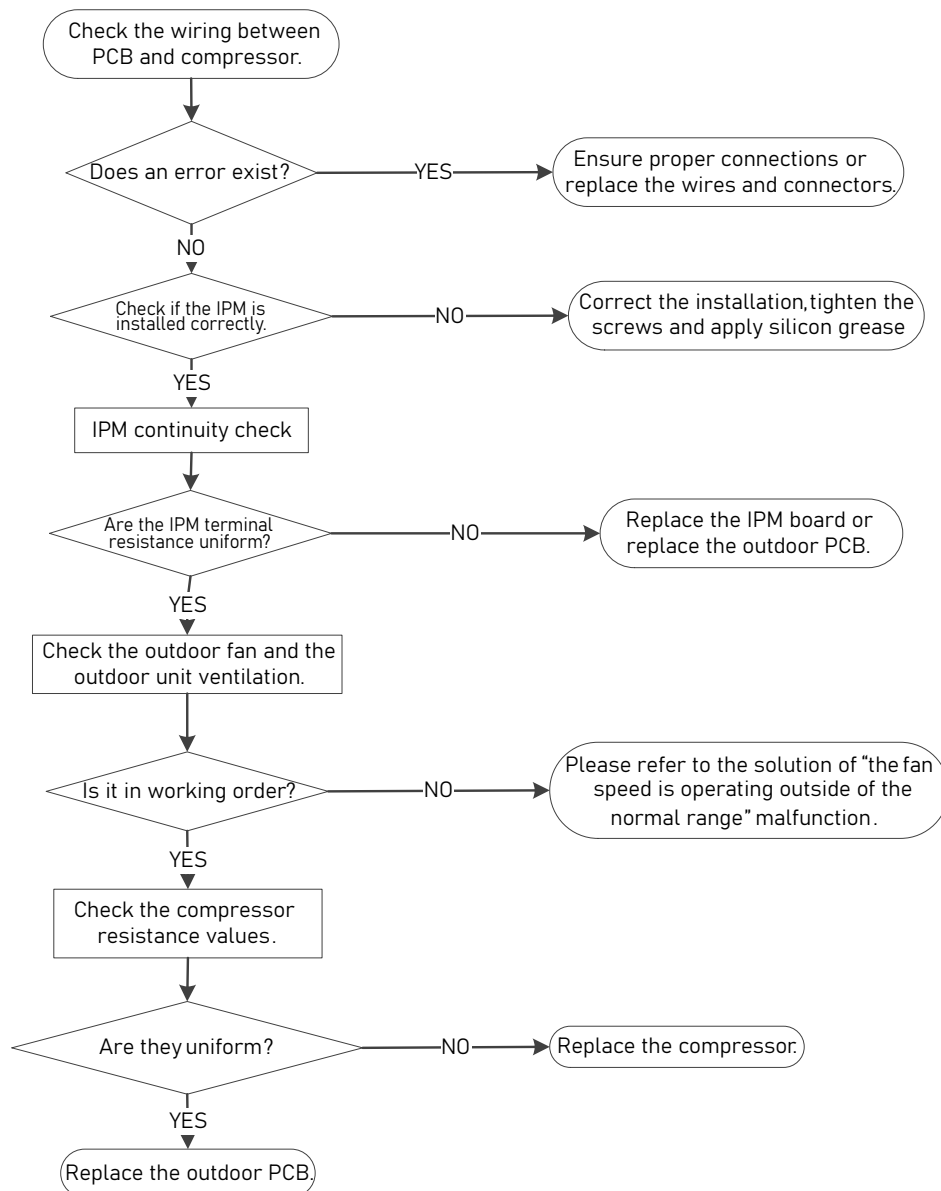 Check the wiring between
PCB and compressor.
Does an error exist?
YES
Ensure proper connections or
replace the wires and connectors.
NO
Check if the IPM is
installed correctly.
NO
Correct the installation, tighten the
screws and apply silicon grease
YES
IPM continuity check
Are the IPM terminal
resistance uniform?
NO
Replace the IPM board or
replace the outdoor PCB.
YES
Check the outdoor fan and the
outdoor unit ventilation.
Is it in working order?
NO
Please refer to the solution of "the fan
speed is operating outside of the
normal range" malfunction.
YES
Check the compressor
resistance values.
Are they uniform?
NO
Replace the compressor.
YES
Replace the outdoor PCB.